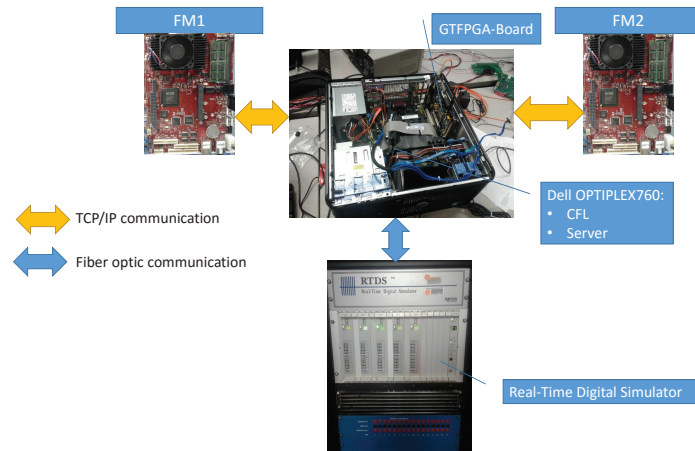 FM1
GTFPGA-Board
FM2
Dell OPTIPLEX760:
• CFL
• Server
TCP/IP communication
Fiber optic communication
RTDS
Real-Time Digital Simulator
Real-Time Digital Simulator